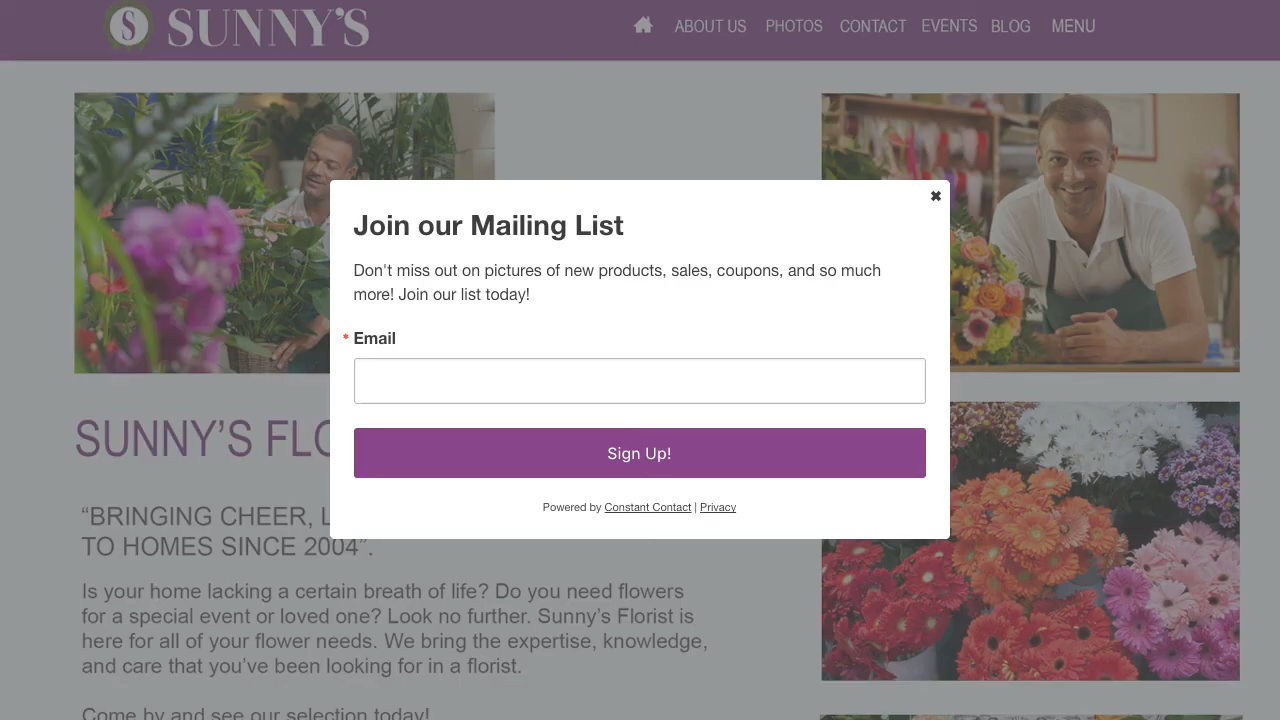 S SUNNY'S
ABOUT US PHOTOS CONTACT EVENTS BLOG MENU
✖
Join our Mailing List
Don't miss out on pictures of new products, sales, coupons, and so much
more! Join our list today!
* Email
Sign Up!
Powered by Constant Contact | Privacy
SUNNY’S FLO
“BRINGING CHEER, L
TO HOMES SINCE 2004”.
Is your home lacking a certain breath of life? Do you need flowers
for a special event or loved one? Look no further. Sunny’s Florist is
here for all of your flower needs. We bring the expertise, knowledge,
and care that you’ve been looking for in a florist.
Come by and see our selection today!